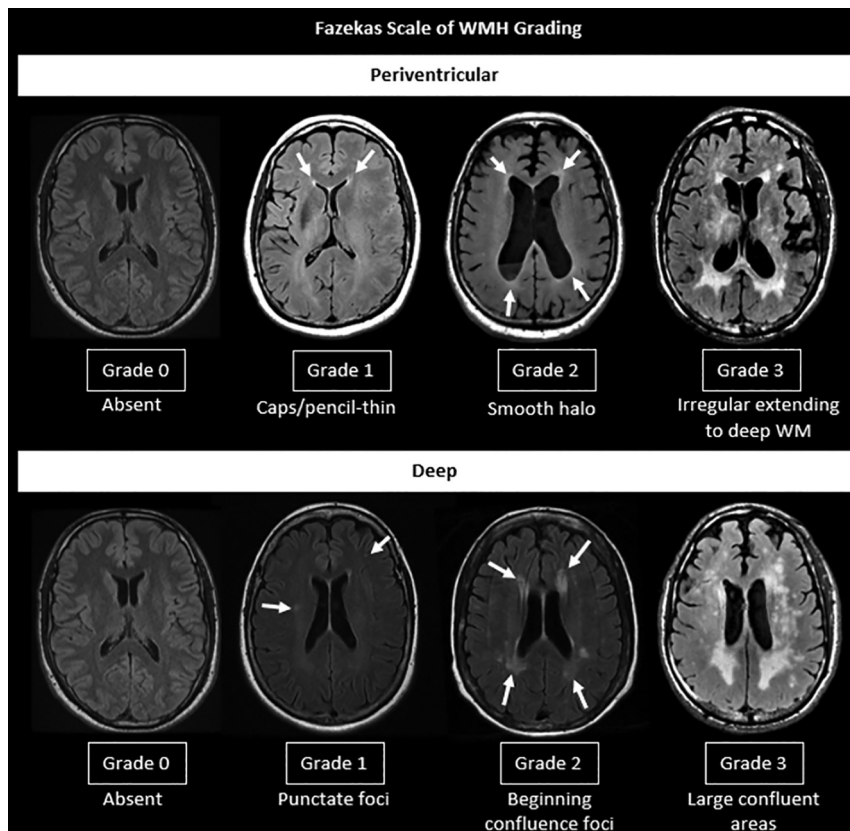 Fazekas Scale of WMH Grading
Periventricular
Grade 0
Absent
Grade 1
Caps/pencil-thin
Grade 2
Smooth halo
Grade 3
Irregular extending
to deep WM
Deep
Grade 0
Absent
Grade 1
Punctate foci
Grade 2
Beginning
confluence foci
Grade 3
Large confluent
areas